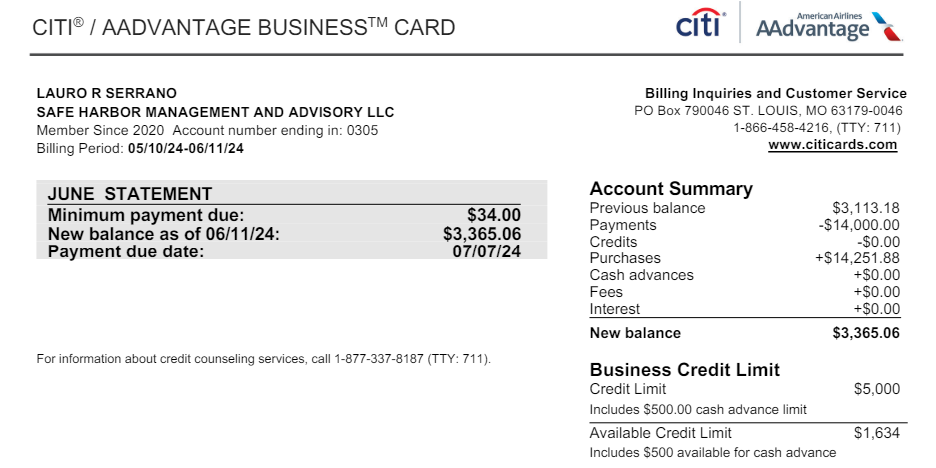 CITI® / AADVANTAGE BUSINESS™ CARD
citi®
American Airlines
AAdvantage
LAURO R SERRANO
SAFE HARBOR MANAGEMENT AND ADVISORY LLC
Member Since 2020 Account number ending in: 0305
Billing Period: 05/10/24-06/11/24
Billing Inquiries and Customer Service
PO Box 790046 ST. LOUIS, MO 63179-0046
1-866-458-4216, (TTY: 711)
www.citicards.com
JUNE STATEMENT
Minimum payment due: $34.00
New balance as of 06/11/24: $3,365.06
Payment due date: 07/07/24
For information about credit counseling services, call 1-877-337-8187 (TTY: 711).
Account Summary
Previous balance $3,113.18
Payments -$14,000.00
Credits -$0.00
Purchases +$14,251.88
Cash advances +$0.00
Fees +$0.00
Interest +$0.00
New balance $3,365.06
Business Credit Limit
Credit Limit $5,000
Includes $500.00 cash advance limit
Available Credit Limit $1,634
Includes $500 available for cash advance